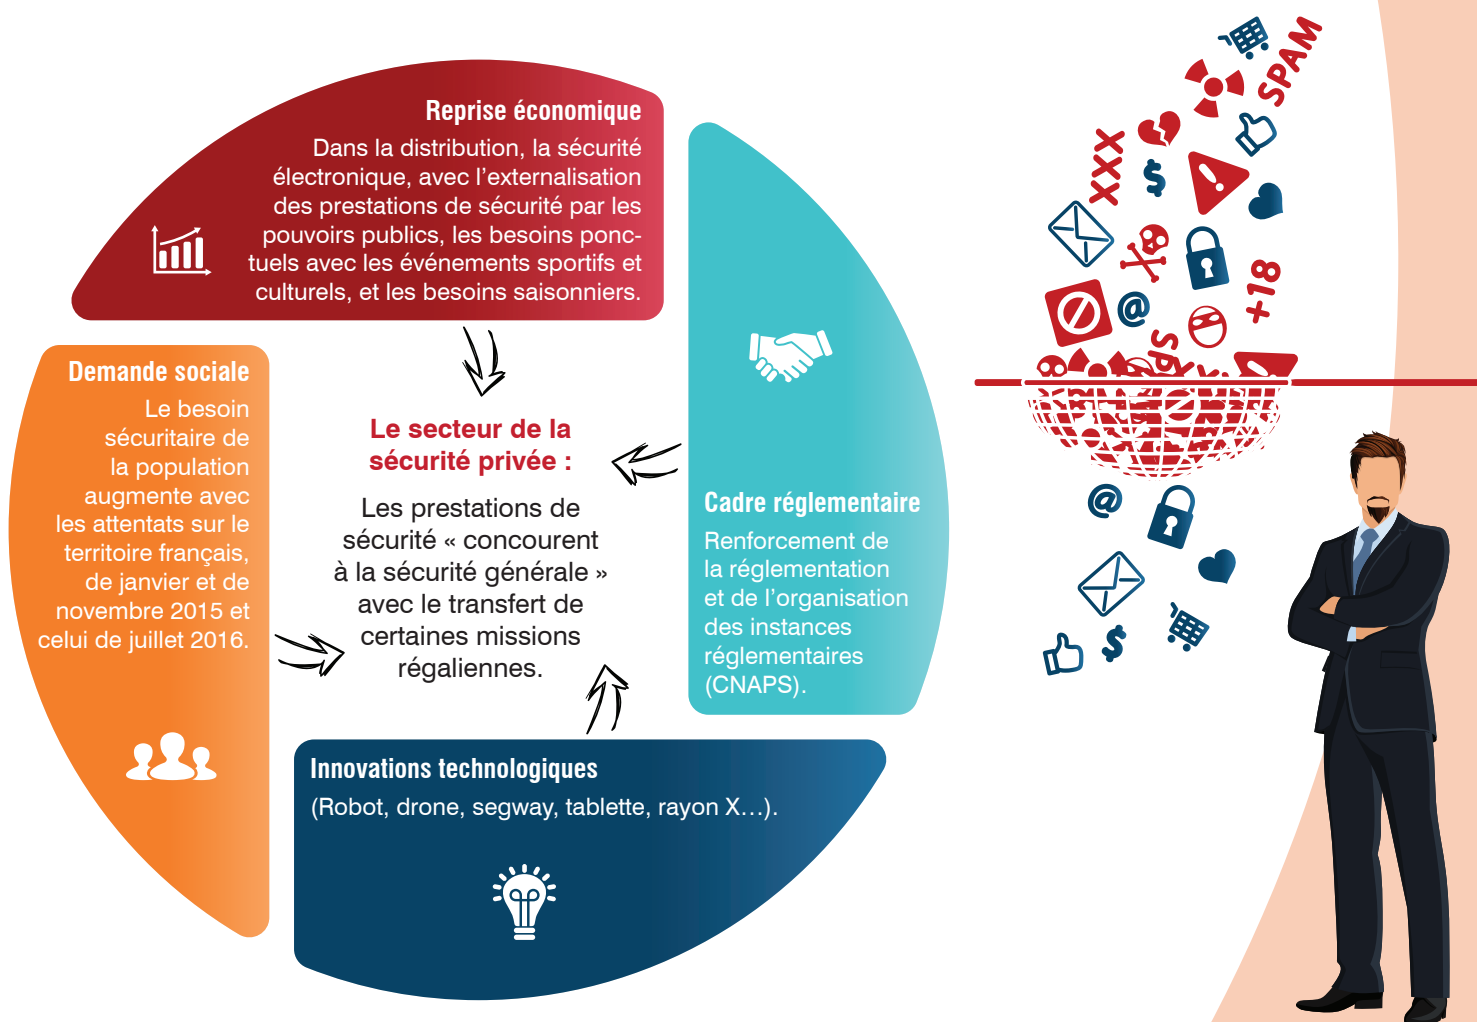 Reprise économique
Dans la distribution, la sécurité
électronique, avec l'externalisation
des prestations de sécurité par les
pouvoirs publics, les besoins ponc-
tuels avec les événements sportifs et
culturels, et les besoins saisonniers.
Demande sociale
Le besoin
sécuritaire de
la population
augmente avec
les attentats sur le
territoire français,
de janvier et de
novembre 2015 et
celui de juillet 2016.
Le secteur de la
sécurité privée :
Les prestations de
sécurité « concourent
à la sécurité générale »
avec le transfert de
certaines missions
régaliennes.
Cadre réglementaire
Renforcement de
la réglementation
et de l'organisation
des instances
réglementaires
(CNAPS).
Innovations technologiques
(Robot, drone, segway, tablette, rayon X…).
SPAM
XXX
$
+18
@
@
$